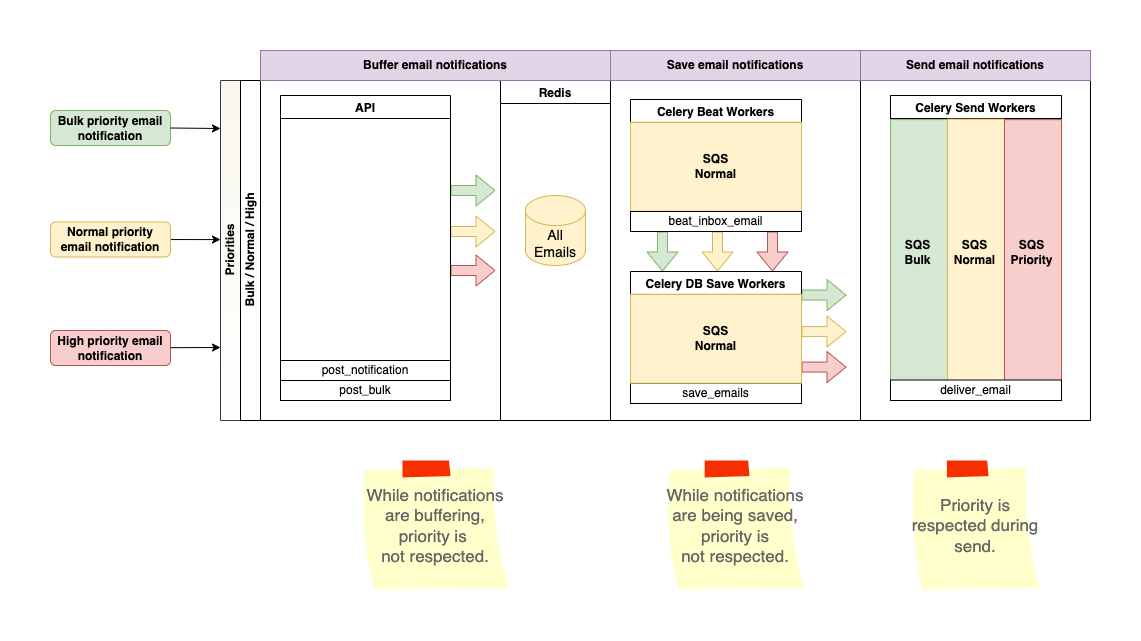 Buffer email notifications
Save email notifications
Send email notifications
Bulk priority email
notification
Normal priority
email notification
High priority email
notification
Priorities
Bulk / Normal / High
API
post_notification
post_bulk
Redis
All
Emails
Celery Beat Workers
SQS
Normal
beat_inbox_email
Celery DB Save Workers
SQS
Normal
save_emails
Celery Send Workers
SQS
Bulk
SQS
Normal
SQS
Priority
deliver_email
While notifications
are buffering,
priority is
not respected.
While notifications
are being saved,
priority is
not respected.
Priority is
respected during
send.